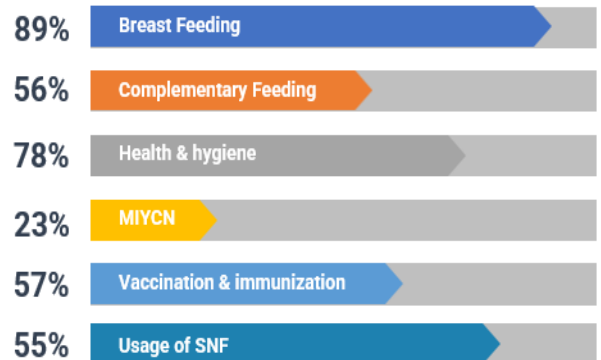 89% Breast Feeding
56% Complementary Feeding
78% Health & hygiene
23% MIYCN
57% Vaccination & immunization
55% Usage of SNF